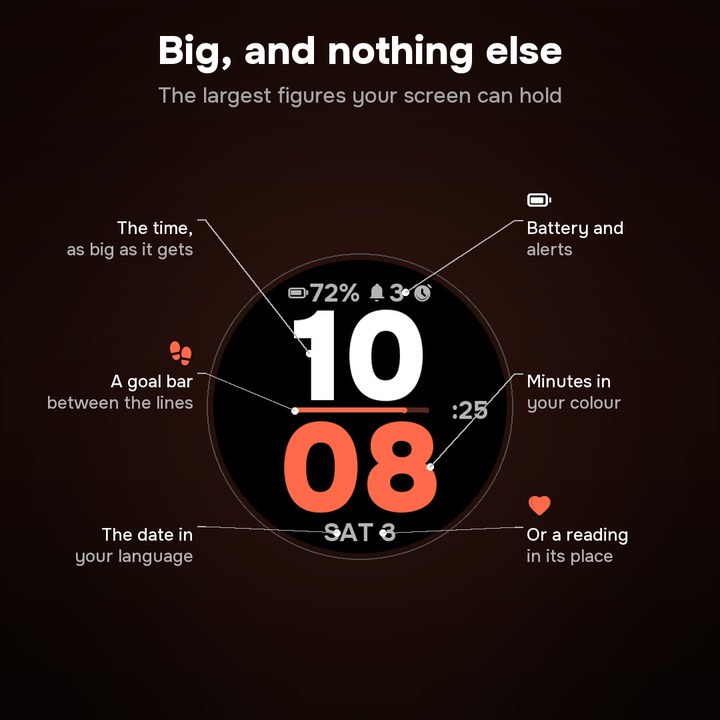 Big, and nothing else
The largest figures your screen can hold
The time,
as big as it gets
Battery and
alerts
72% 3
10
A goal bar
between the lines
Minutes in
your colour
:25
08
The date in
your language
SAT 3
Or a reading
in its place